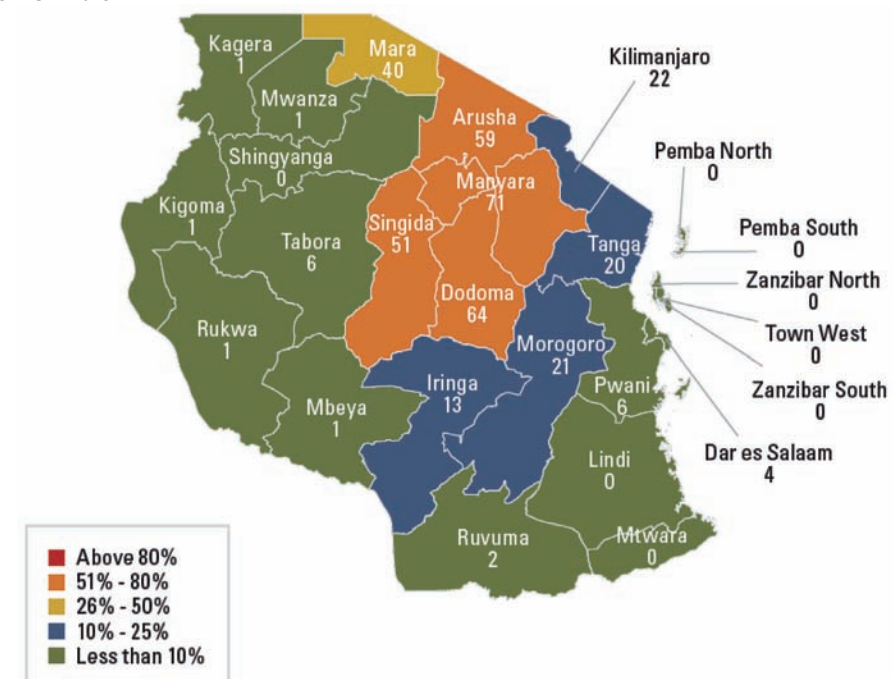 Kagera
1
Mara
40
Kilimanjaro
22
Mwanza
1
Arusha
59
Pemba North
0
Shingyanga
0
Manyara
71
Kigoma
1
Singida
51
Tabora
6
Tanga
20
Pemba South
0
Zanzibar North
0
Dodoma
64
Rukwa
1
Morogoro
21
Town West
0
Iringa
13
Pwani
6
Zanzibar South
0
Mbeya
1
Lindi
0
Dar es Salaam
4
Ruvuma
2
Mtwara
0
Above 80%
51% - 80%
26% - 50%
10% - 25%
Less than 10%